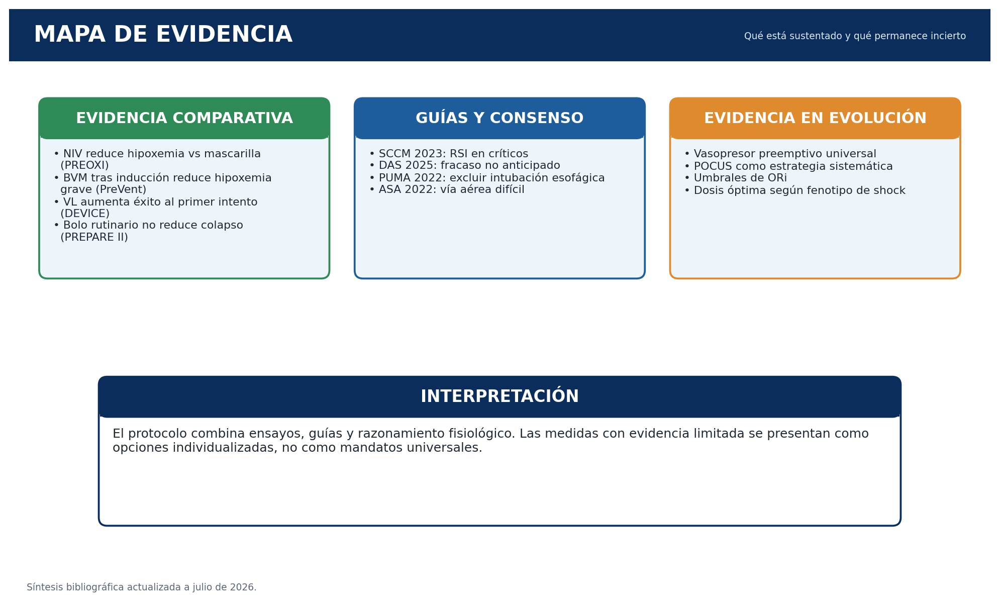 MAPA DE EVIDENCIA
Qué está sustentado y qué permanece incierto
EVIDENCIA COMPARATIVA
• NIV reduce hipoxemia vs mascarilla
(PREOXI)
• BVM tras inducción reduce hipoxemia
grave (PreVent)
• VL aumenta éxito al primer intento
(DEVICE)
• Bolo rutinario no reduce colapso
(PREPARE II)
GUÍAS Y CONSENSO
• SCCM 2023: RSI en críticos
• DAS 2025: fracaso no anticipado
• PUMA 2022: excluir intubación esofágica
• ASA 2022: vía aérea difícil
EVIDENCIA EN EVOLUCIÓN
• Vasopresor preemptivo universal
• POCUS como estrategia sistemática
• Umbrales de ORi
• Dosis óptima según fenotipo de shock
INTERPRETACIÓN
El protocolo combina ensayos, guías y razonamiento fisiológico. Las medidas con evidencia limitada se presentan como
opciones individualizadas, no como mandatos universales.
Síntesis bibliográfica actualizada a julio de 2026.